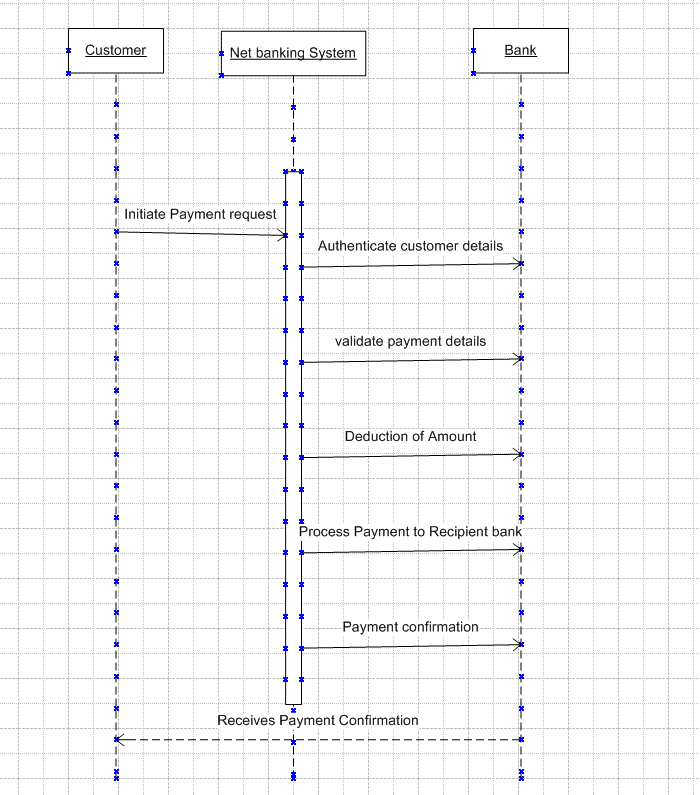 Customer
Net banking System
Bank
Initiate Payment request
Authenticate customer details
validate payment details
Deduction of Amount
Process Payment to Recipient bank
Payment confirmation
Receives Payment Confirmation